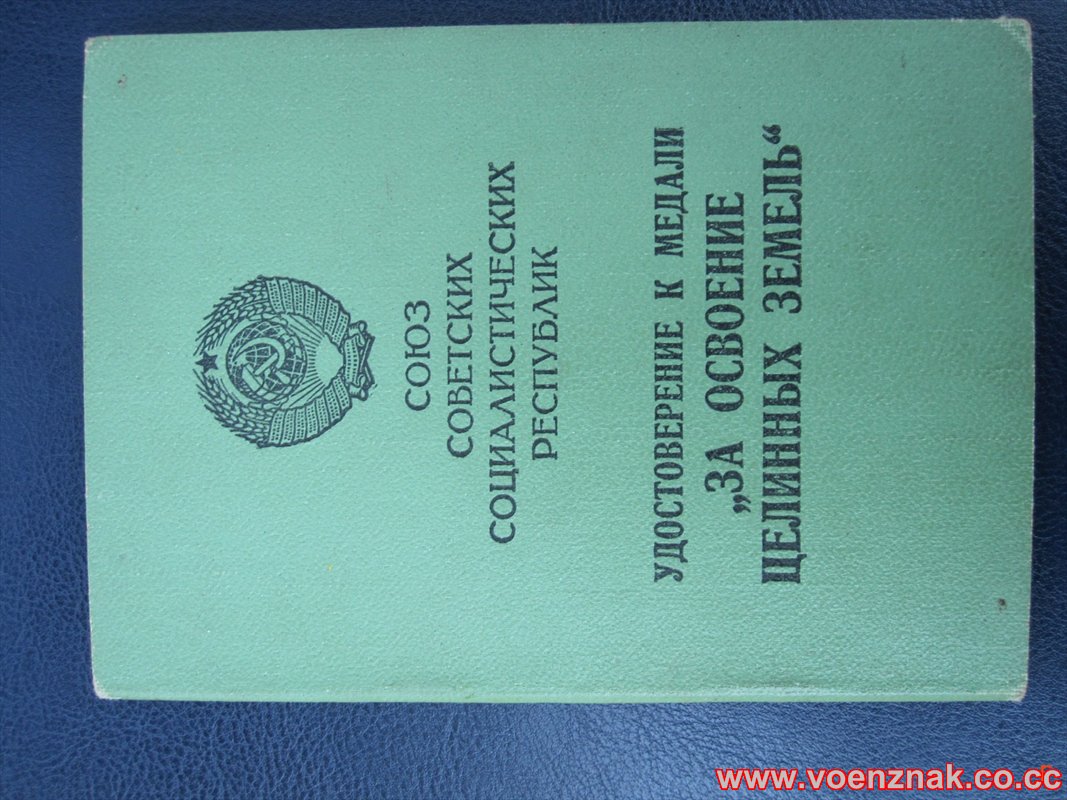 СОЮЗ
СОВЕТСКИХ
СОЦИАЛИСТИЧЕСКИХ
РЕСПУБЛИК
УДОСТОВЕРЕНИЕ К МЕДАЛИ
„ЗА ОСВОЕНИЕ
ЦЕЛИННЫХ ЗЕМЕЛЬ“
www.voenznak.co.cc